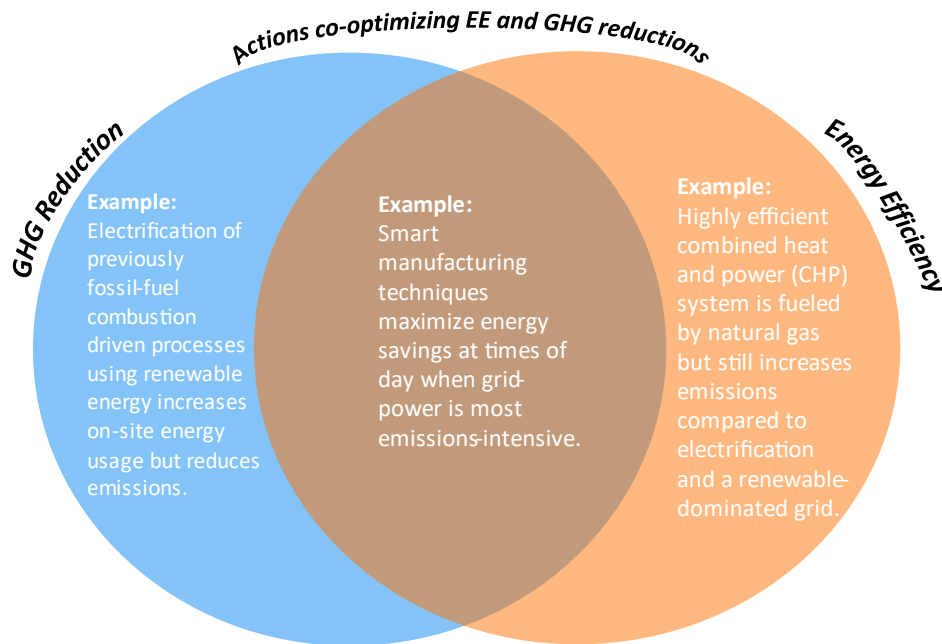 Actions co-optimizing EE and GHG reductions
GHG Reduction
Energy Efficiency
Example:
Electrification of
previously
fossil-fuel
combustion
driven processes
using renewable
energy increases
on-site energy
usage but reduces
emissions.
Example:
Smart
manufacturing
techniques
maximize energy
savings at times of
day when grid-
power is most
emissions-intensive.
Example:
Highly efficient
combined heat
and power (CHP)
system is fueled
by natural gas
but still increases
emissions
compared to
electrification
and a renewable-
dominated grid.